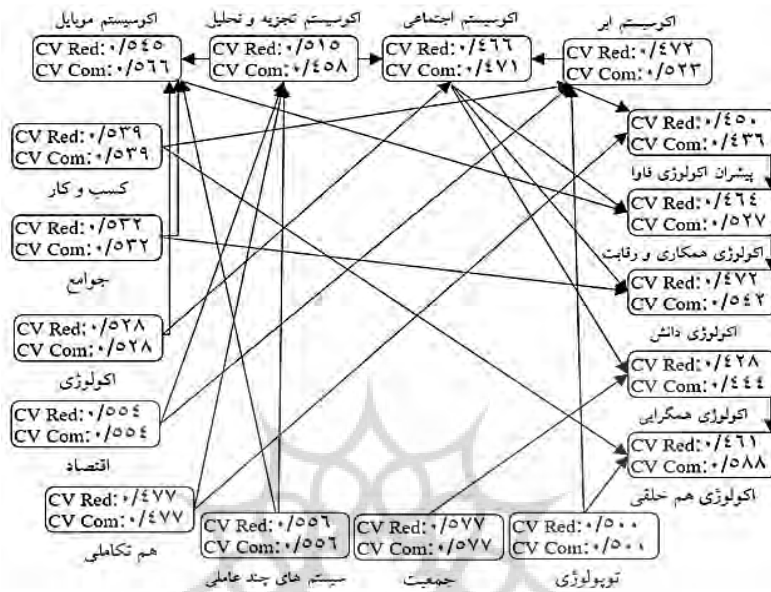 اکوسیستم موبایل
CV Red:۰/۵۴۵
CV Com:۰/۵۶۶
اکوسیستم تجزیه و تحلیل
CV Red:۰/۵۱۵
CV Com:۰/۴۵۸
اکوسیستم اجتماعی
CV Red:۰/۴۶۶
CV Com:۰/۴۷۱
اکوسیستم ابر
CV Red:۰/۴۷۲
CV Com:۰/۵۲۳
CV Red:۰/۵۳۹
CV Com:۰/۵۳۹
کسب و کار
CV Red:۰/۵۳۲
CV Com:۰/۵۳۲
جوامع
CV Red:۰/۵۲۸
CV Com:۰/۵۲۸
اکولوژی
CV Red:۰/۵۵٤
CV Com:۰/۵۵٤
اقتصاد
CV Red:۰/۴۷۷
CV Com:۰/۴۷۷
هم تکاملی
CV Red:۰/۵۵۶
CV Com:۰/۵۵۶
سیستم های چند عاملی
CV Red:۰/۵۷۷
CV Com:۰/۵۷۷
جمعیت
CV Red:۰/۵۰۰
CV Com:۰/۵۰۱
توپولوژی
CV Red:۰/۴۵۰
CV Com:۰/۴۳۶
پیشران اکولوژی فاوا
CV Red:۰/۴۶۴
CV Com:۰/۵۲۷
اکولوژی همکاری و رقابت
CV Red:۰/۴۷۲
CV Com:۰/۵۴۲
اکولوژی دانش
CV Red:۰/۴۲۸
CV Com:۰/۴۴۴
اکولوژی همگرایی
CV Red:۰/۴۶۱
CV Com:۰/۵۸۸
اکولوژی هم خلقی